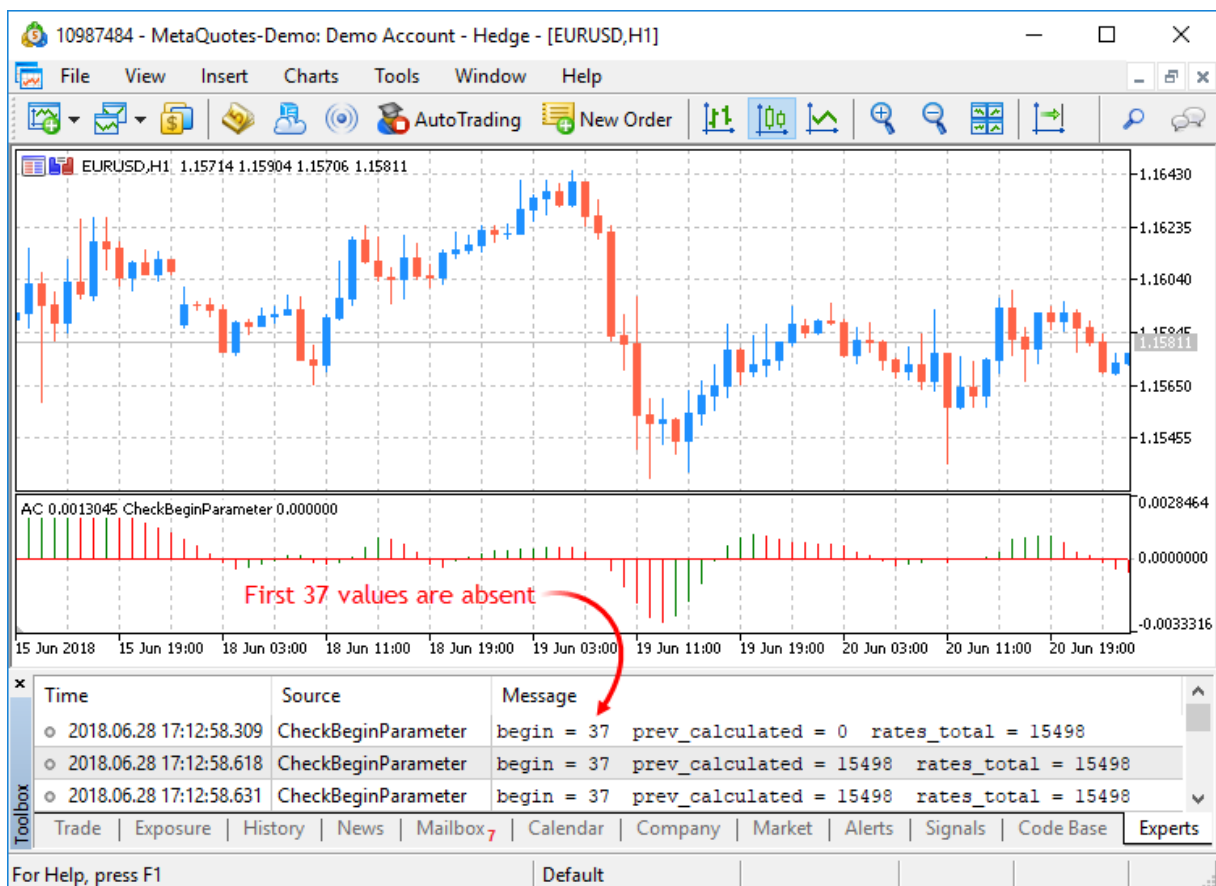 10987484 - MetaQuotes-Demo: Demo Account - Hedge - [EURUSD,H1]
File View Insert Charts Tools Window Help
AutoTrading New Order
EURUSD,H1 1.15714 1.15904 1.15706 1.15811
1.16430
1.16235
1.16040
1.15845
1.15811
1.15650
1.15455
AC 0.0013045 CheckBeginParameter 0.000000
0.0028464
0.0000000
First 37 values are absent
-0.0033316
15 Jun 2018 15 Jun 19:00 18 Jun 03:00 18 Jun 11:00 18 Jun 19:00 19 Jun 03:00 19 Jun 11:00 19 Jun 19:00 20 Jun 03:00 20 Jun 11:00 20 Jun 19:00
Time Source Message
2018.06.28 17:12:58.309 CheckBeginParameter begin = 37 prev_calculated = 0 rates_total = 15498
2018.06.28 17:12:58.618 CheckBeginParameter begin = 37 prev_calculated = 15498 rates_total = 15498
2018.06.28 17:12:58.631 CheckBeginParameter begin = 37 prev_calculated = 15498 rates_total = 15498
Toolbox
Trade | Exposure | History | News | Mailbox 7 | Calendar | Company | Market | Alerts | Signals | Code Base | Experts
For Help, press F1 Default